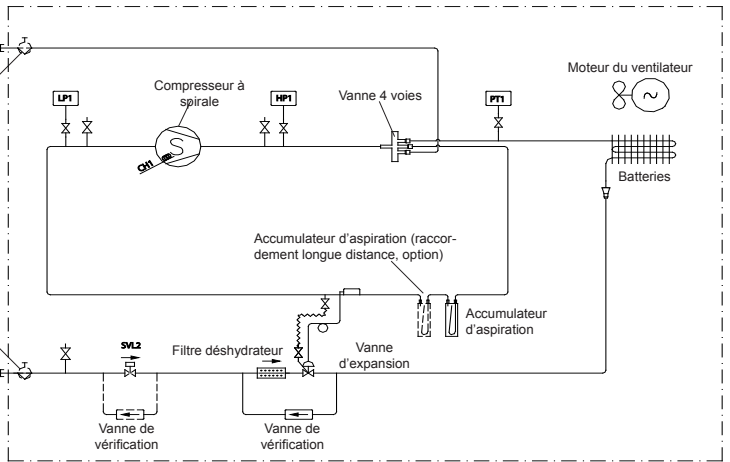 Moteur du ventilateur
Compresseur à
spirale
Vanne 4 voies
LP1
HP1
PT1
CH1
S
Batteries
Accumulateur d'aspiration (raccor-
dement longue distance, option)
Accumulateur
d'aspiration
SVL2
Filtre déshydrateur
Vanne
d'expansion
Vanne de
vérification
Vanne de
vérification